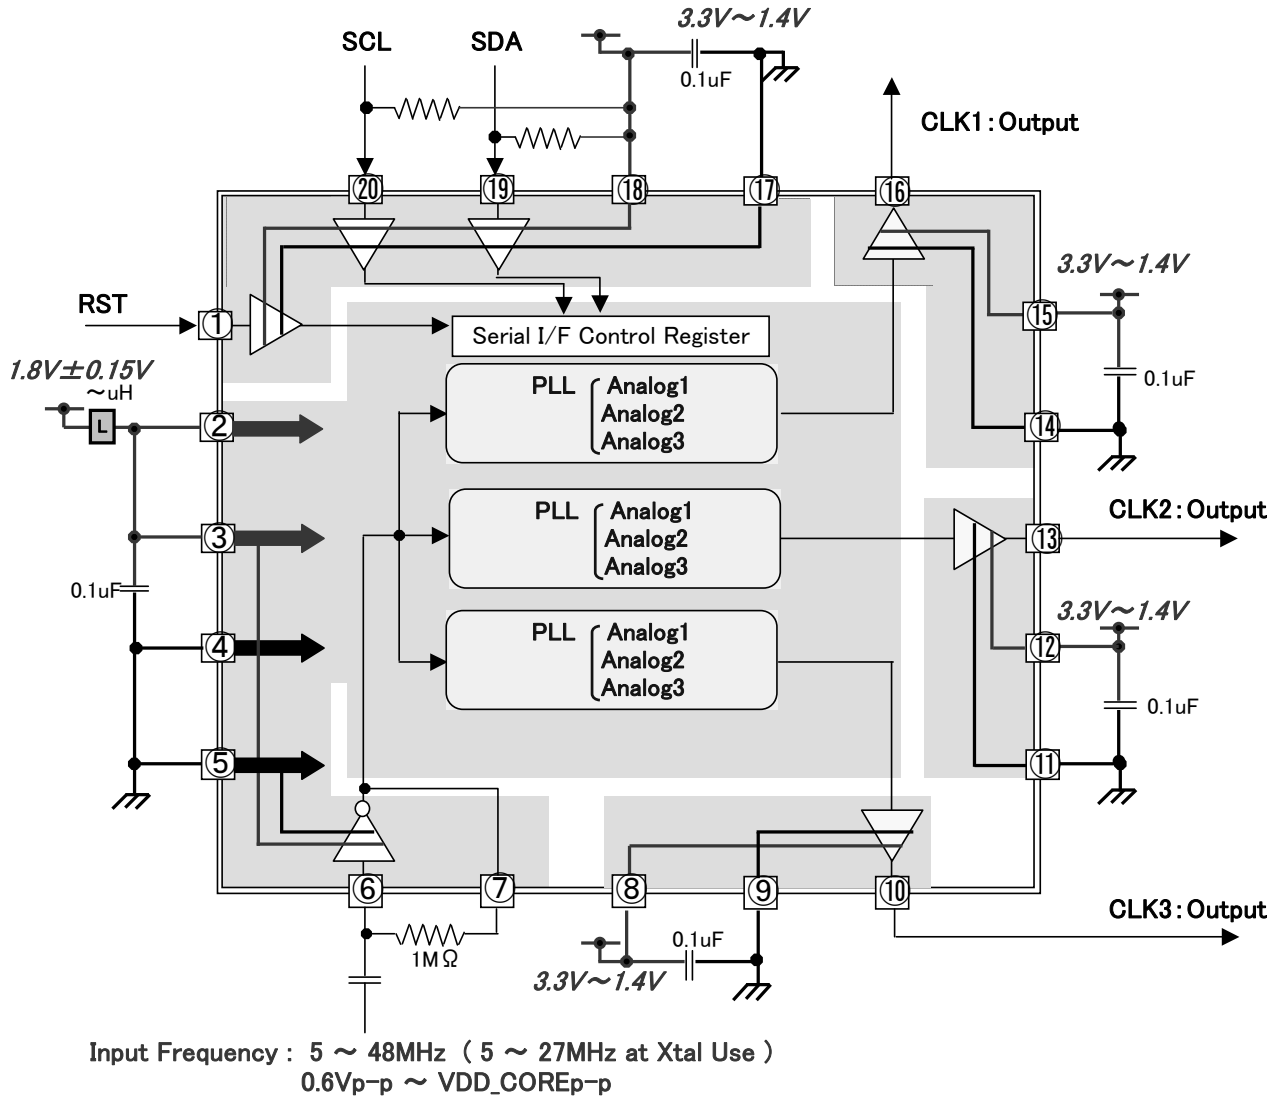 3.3V～1.4V
SCL
SDA
0.1uF
CLK1：Output
⑳
⑲
⑱
⑰
⑯
3.3V～1.4V
RST
①
⑮
Serial I/F Control Register
1.8V±0.15V
～uH
L
0.1uF
PLL Analog1
Analog2
Analog3
②
⑭
PLL Analog1
Analog2
Analog3
CLK2：Output
③
⑬
0.1uF
3.3V～1.4V
PLL Analog1
Analog2
Analog3
④
⑫
0.1uF
⑤
⑪
⑥
⑦
⑧
⑨
⑩
CLK3：Output
1MΩ
0.1uF
3.3V～1.4V
Input Frequency : 5 ～ 48MHz ( 5 ～ 27MHz at Xtal Use )
0.6Vp-p ～ VDD_COREp-p